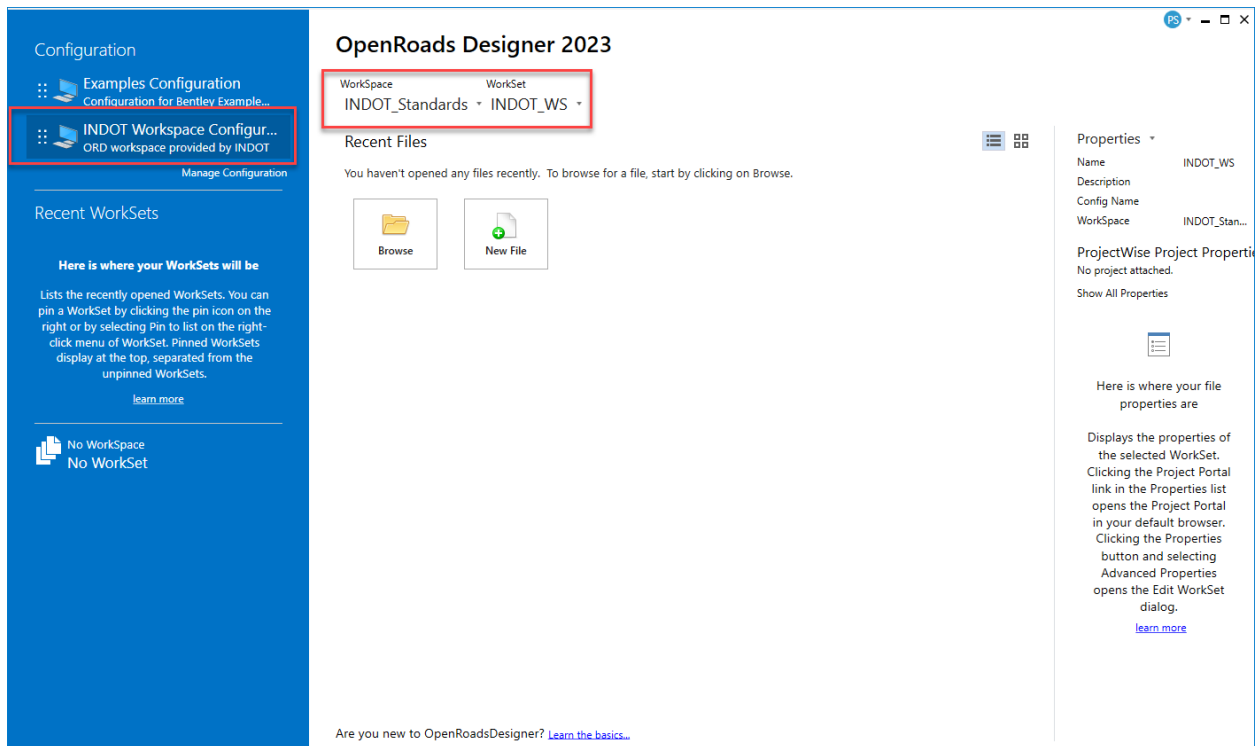 PS
Configuration
Examples Configuration
Configuration for Bentley Example...
INDOT Workspace Configur...
ORD workspace provided by INDOT
Manage Configuration
Recent WorkSets
Here is where your WorkSets will be
Lists the recently opened WorkSets. You can
pin a WorkSet by clicking the pin icon on the
right or by selecting Pin to list on the right-
click menu of WorkSet. Pinned WorkSets
display at the top, separated from the
unpinned WorkSets.
learn more
No WorkSpace
No WorkSet
OpenRoads Designer 2023
WorkSpace WorkSet
INDOT_Standards INDOT_WS
Recent Files
You haven't opened any files recently. To browse for a file, start by clicking on Browse.
Browse New File
Are you new to OpenRoadsDesigner? Learn the basics...
Properties
Name INDOT_WS
Description
Config Name
WorkSpace INDOT_Stan...
ProjectWise Project Propertie
No project attached.
Show All Properties
Here is where your file
properties are
Displays the properties of
the selected WorkSet.
Clicking the Project Portal
link in the Properties list
opens the Project Portal
in your default browser.
Clicking the Properties
button and selecting
Advanced Properties
opens the Edit WorkSet
dialog.
learn more